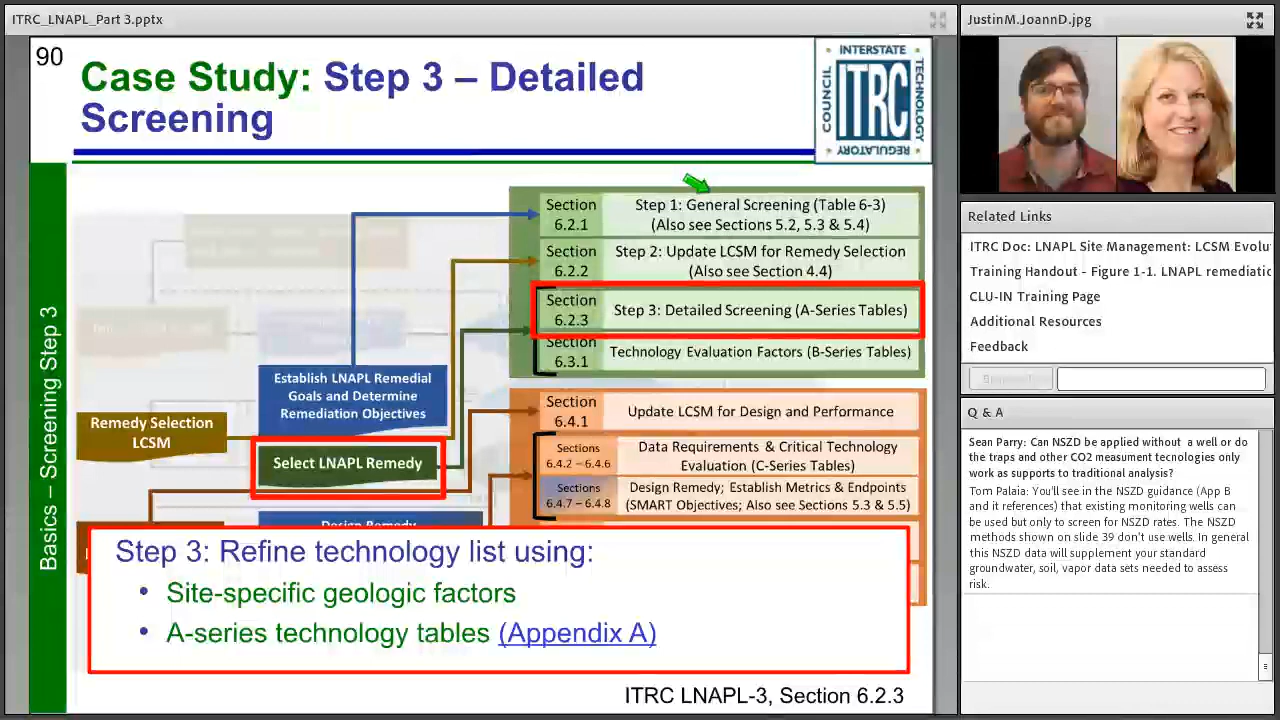 ITRC_LNAPL_Part 3.pptx
90
Case Study: Step 3 – Detailed
Screening
INTERSTATE
COUNCIL
ITRC
TECHNOLOGY
REGULATORY
Basics – Screening Step 3
Section
6.2.1
Step 1: General Screening (Table 6-3)
(Also see Sections 5.2, 5.3 & 5.4)
Section
6.2.2
Step 2: Update LCSM for Remedy Selection
(Also see Section 4.4)
Section
6.2.3
Step 3: Detailed Screening (A-Series Tables)
Section
6.3.1
Technology Evaluation Factors (B-Series Tables)
Establish LNAPL Remedial
Goals and Determine
Remediation Objectives
Remedy Selection
LCSM
Select LNAPL Remedy
Section
6.4.1
Update LCSM for Design and Performance
Sections
6.4.2 – 6.4.6
Data Requirements & Critical Technology
Evaluation (C-Series Tables)
Sections
6.4.7 – 6.4.8
Design Remedy; Establish Metrics & Endpoints
(SMART Objectives; Also see Sections 5.3 & 5.5)
Design Remedy
Step 3: Refine technology list using:
• Site-specific geologic factors
• A-series technology tables (Appendix A)
ITRC LNAPL-3, Section 6.2.3
JustinM.JoannD.jpg
Related Links
ITRC Doc: LNAPL Site Management: LCSM Evolu
Training Handout - Figure 1-1. LNAPL remediatic
CLU-IN Training Page
Additional Resources
Feedback
Q & A
Sean Parry: Can NSZD be applied without a well or do
the traps and other CO2 measument tecnologies only
work as supports to traditional analysis?
Tom Palaia: You'll see in the NSZD guidance (App B
and it references) that existing monitoring wells can
be used but only to screen for NSZD rates. The NSZD
methods shown on slide 39 don't use wells. In general
this NSZD data will supplement your standard
groundwater, soil, vapor data sets needed to assess
risk.